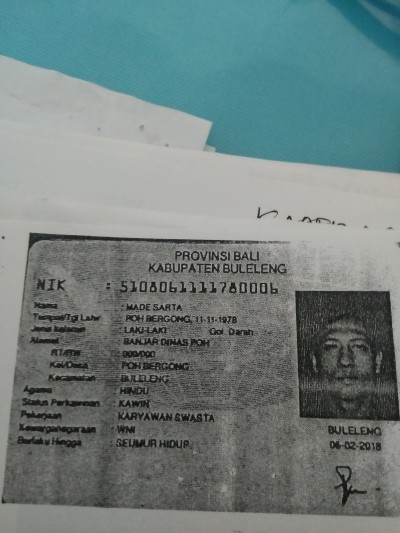 PROVINSI BALI
KABUPATEN BULELENG
NIK : 5108061111780006
Nama : MADE SARTA
Tempat/Tgl Lahir : POH BERGONG, 11-11-1978
Jenis kelamin : LAKI-LAKI Gol. Darah
Alamat : BANJAR DINAS POH
RT/RW : 000/000
Kel/Desa : POH BERGONG
Kecamatan : BULELENG
Agama : HINDU
Status Perkawinan : KAWIN
Pekerjaan : KARYAWAN SWASTA
Kewarganegaraan : WNI
Berlaku Hingga : SEUMUR HIDUP
BULELENG
06-02-2018